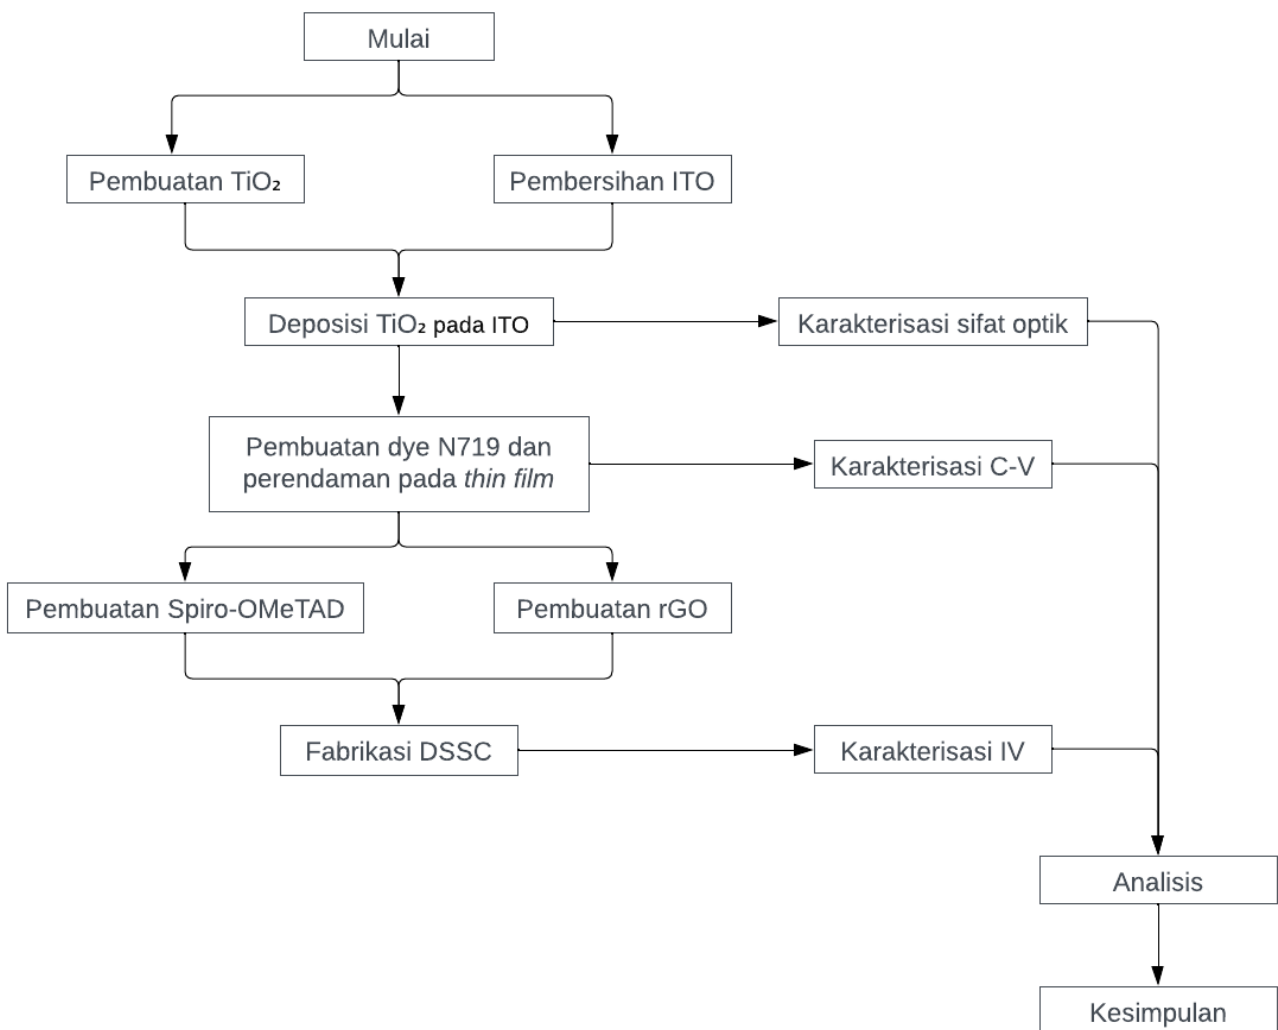 Mulai
Pembuatan TiO₂
Pembersihan ITO
Deposisi TiO₂ pada ITO
Karakterisasi sifat optik
Pembuatan dye N719 dan
perendaman pada thin film
Karakterisasi C-V
Pembuatan Spiro-OMeTAD
Pembuatan rGO
Fabrikasi DSSC
Karakterisasi IV
Analisis
Kesimpulan